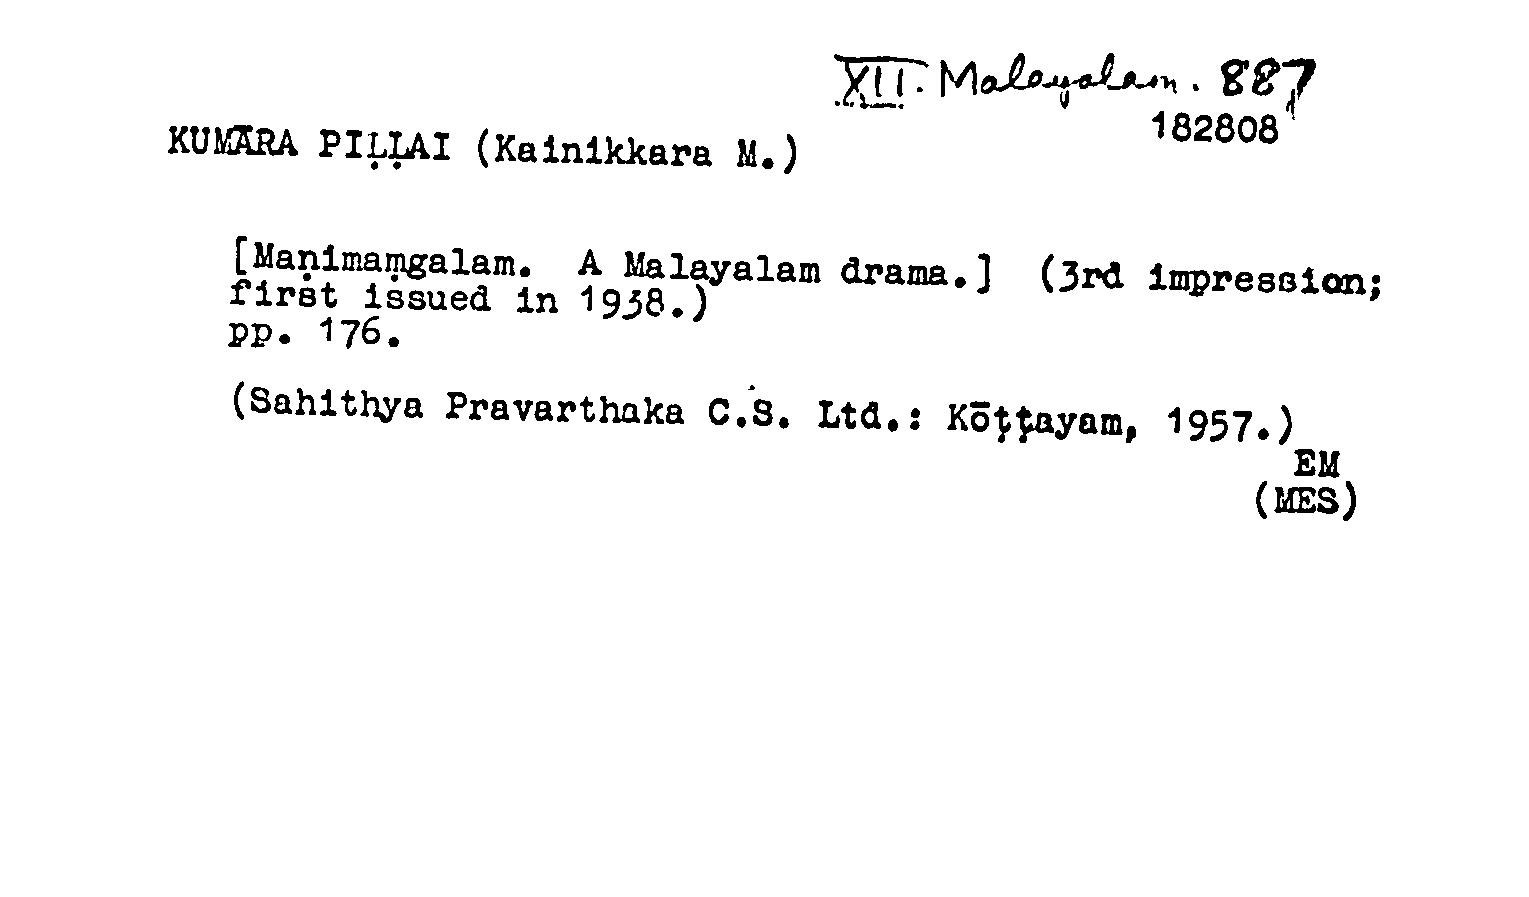 XII. Malayalam. 887
182808
KUMĀRA PIḶḶAI (Kainikkara M.)
[Maṇimaṃgalam. A Malayalam drama.] (3rd impression;
first issued in 1938.)
pp. 176.
(Sahithya Pravarthaka C.S. Ltd.: Kōṭṭayam, 1957.)
EM
(MES)